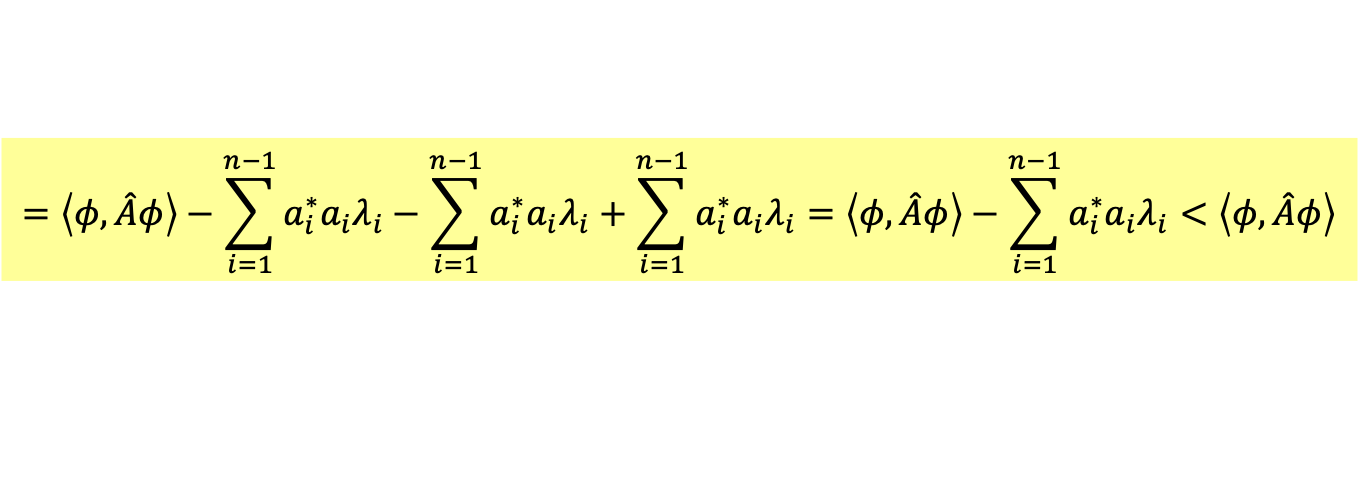 = ⟨ϕ, Âϕ⟩ − ∑_{i=1}^{n−1} a_i^* a_i λ_i − ∑_{i=1}^{n−1} a_i^* a_i λ_i + ∑_{i=1}^{n−1} a_i^* a_i λ_i = ⟨ϕ, Âϕ⟩ − ∑_{i=1}^{n−1} a_i^* a_i λ_i < ⟨ϕ, Âϕ⟩